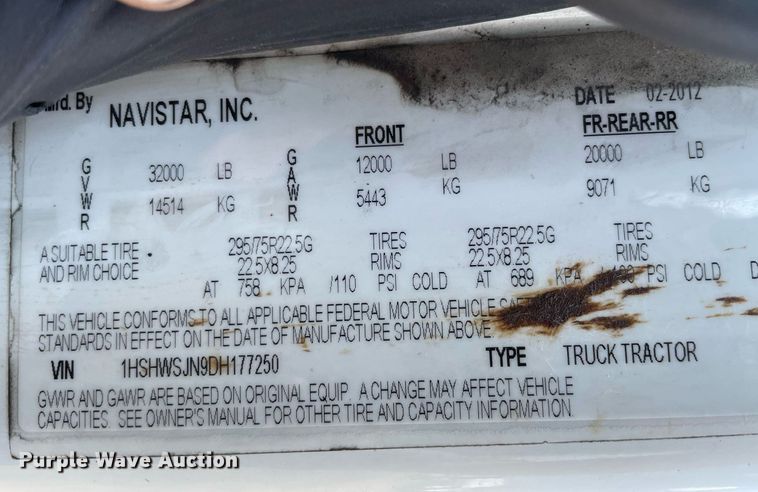 Mfd. By NAVISTAR, INC. DATE 02-2012
FRONT FR-REAR-RR
GVWR 32000 LB GAWR 12000 LB 20000 LB
14514 KG 5443 KG 9071 KG
A SUITABLE TIRE 295/75R22.5G TIRES 295/75R22.5G TIRES
AND RIM CHOICE 22.5X8.25 RIMS 22.5X8.25 RIMS
AT 758 KPA /110 PSI COLD AT 689 KPA PSI COLD D
THIS VEHICLE CONFORMS TO ALL APPLICABLE FEDERAL MOTOR VEHICLE
STANDARDS IN EFFECT ON THE DATE OF MANUFACTURE SHOWN ABOVE.
VIN 1HSHWSJN9DH177250 TYPE TRUCK TRACTOR
GVWR AND GAWR ARE BASED ON ORIGINAL EQUIP. A CHANGE MAY AFFECT VEHICLE
CAPACITIES. SEE OWNER'S MANUAL FOR OTHER TIRE AND CAPACITY INFORMATION.
Purple Wave Auction